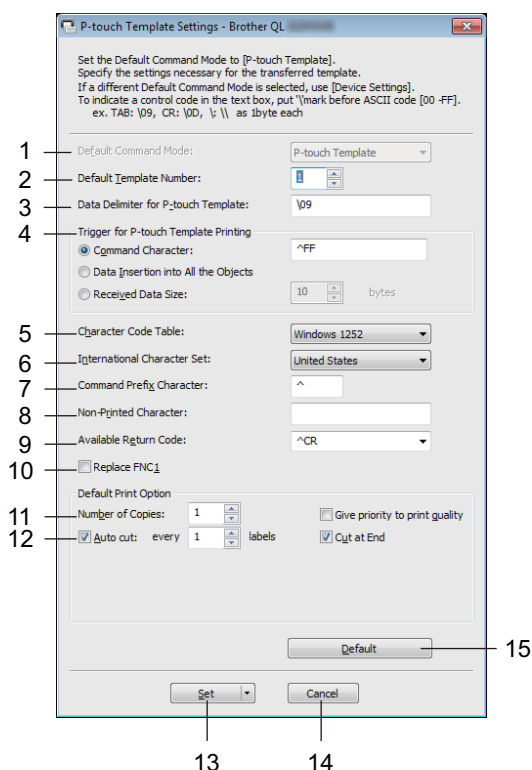 P-touch Template Settings - Brother QL
Set the Default Command Mode to [P-touch Template].
Specify the settings necessary for the transferred template.
If a different Default Command Mode is selected, use [Device Settings].
To indicate a control code in the text box, put '\'mark before ASCII code [00 -FF].
ex. TAB: \09, CR: \0D, \: \\ as 1byte each
1 Default Command Mode: P-touch Template
2 Default Template Number: 1
3 Data Delimiter for P-touch Template: \09
4 Trigger for P-touch Template Printing
Command Character: ^FF
Data Insertion into All the Objects
Received Data Size: 10 bytes
5 Character Code Table: Windows 1252
6 International Character Set: United States
7 Command Prefix Character: ^
8 Non-Printed Character:
9 Available Return Code: ^CR
10 Replace FNC1
Default Print Option
11 Number of Copies: 1 Give priority to print quality
12 Auto cut: every 1 labels Cut at End
Default 15
Set Cancel
13 14